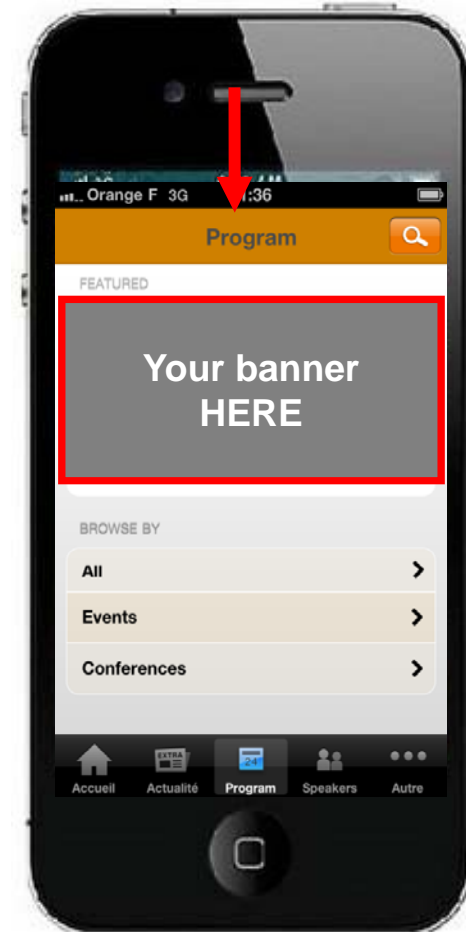 Orange F 3G :36
Program
FEATURED
Your banner
HERE
BROWSE BY
All
Events
Conferences
EXTRA
24
Accueil Actualité Program Speakers Autre